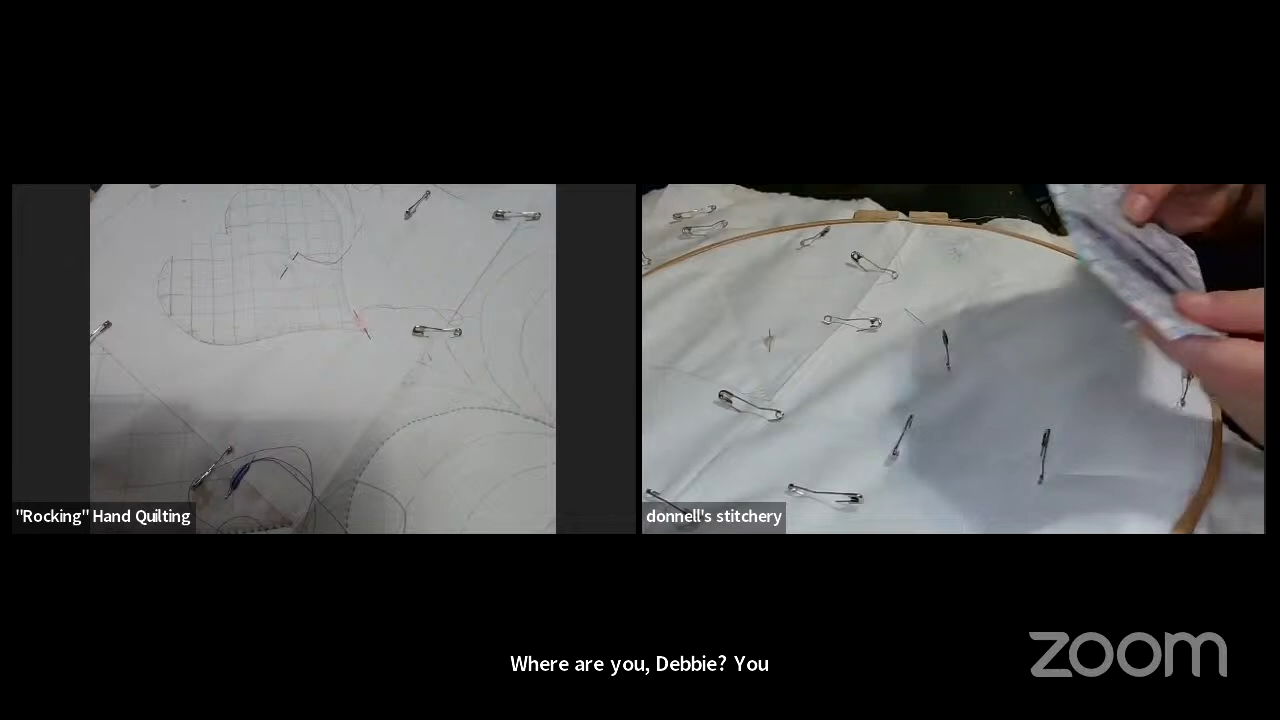 "Rocking" Hand Quilting
donnell's stitchery
Where are you, Debbie? You
zoom